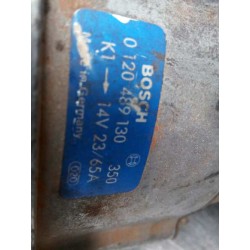 BOSCH
0 120 489 130
350
K1 → 14V 23/65A
Made in Germany